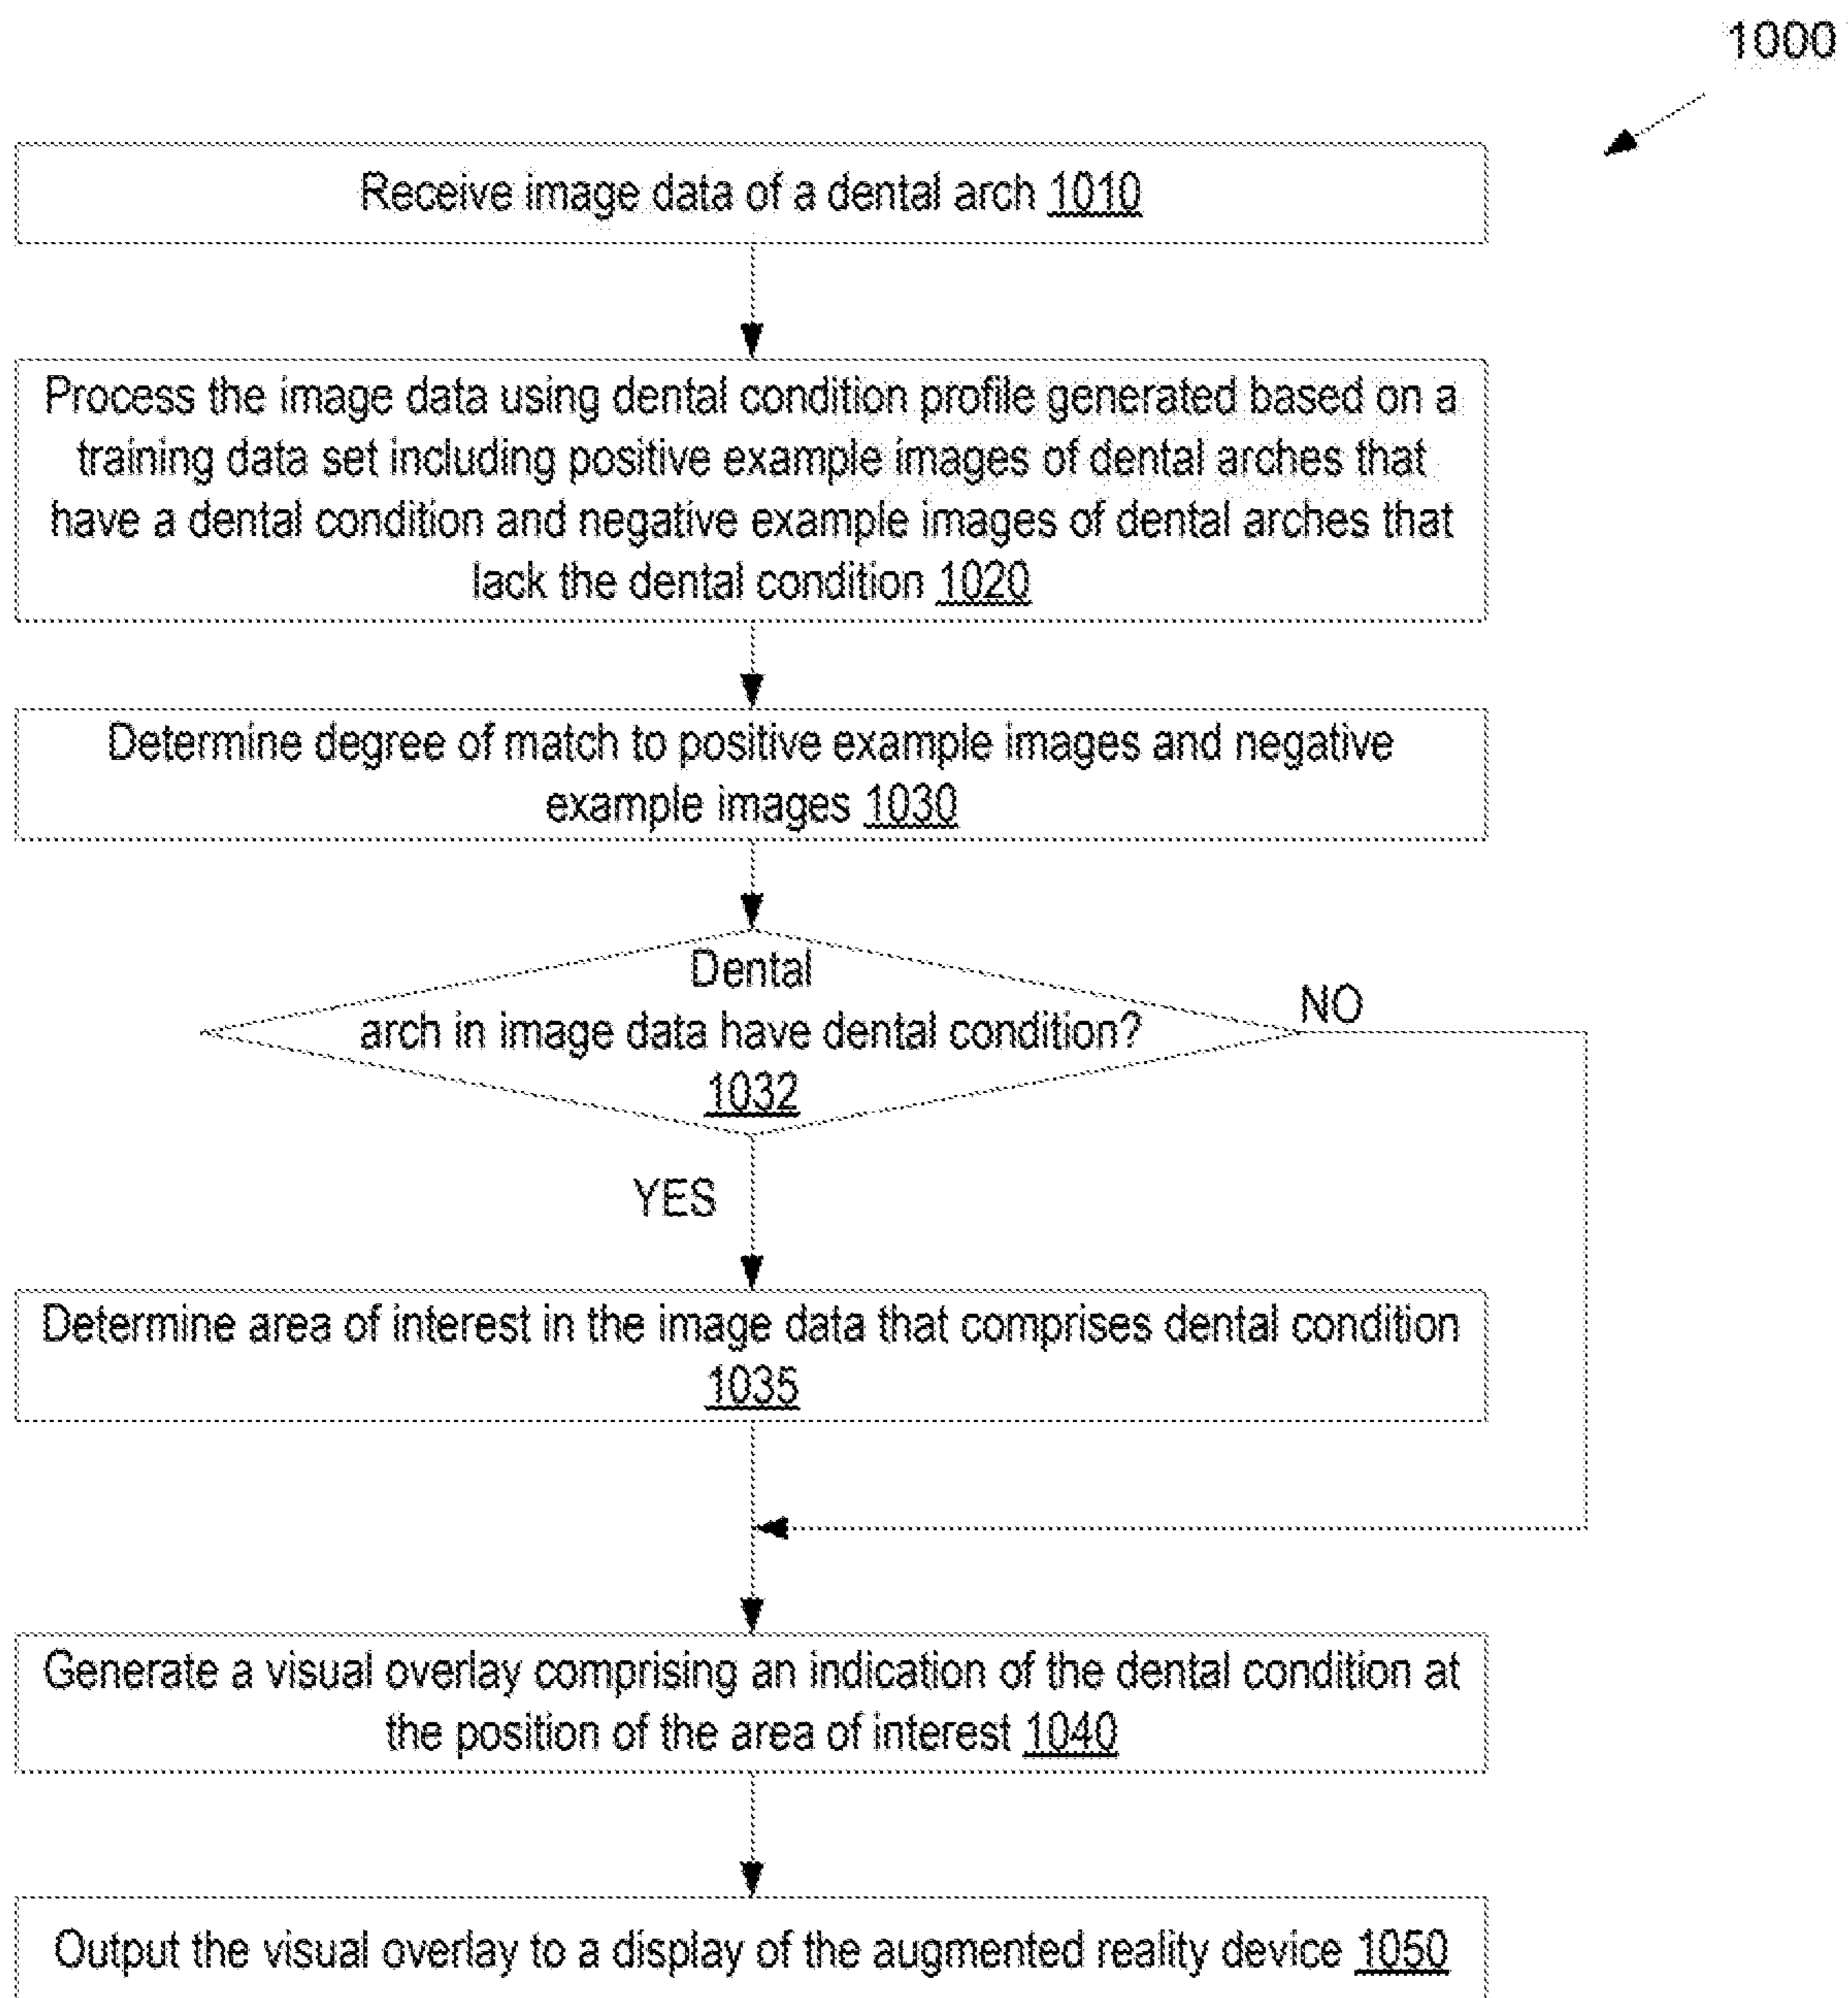 1000
Receive image data of a dental arch 1010
Process the image data using dental condition profile generated based on a
training data set including positive example images of dental arches that
have a dental condition and negative example images of dental arches that
lack the dental condition 1020
Determine degree of match to positive example images and negative
example images 1030
Dental
arch in image data have dental condition?
1032
NO
YES
Determine area of interest in the image data that comprises dental condition
1035
Generate a visual overlay comprising an indication of the dental condition at
the position of the area of interest 1040
Output the visual overlay to a display of the augmented reality device 1050